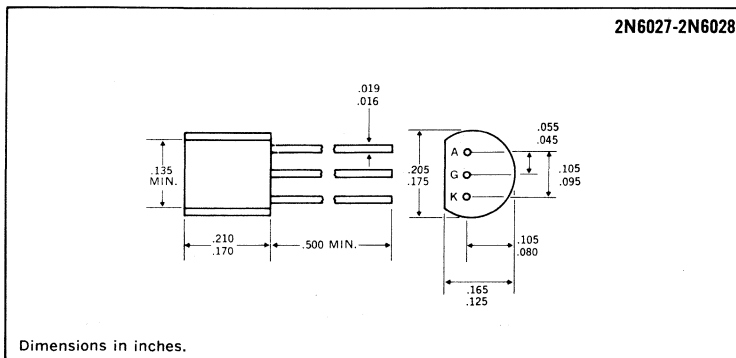 2N6027-2N6028
.019
.016
.055
.045
A
G
K
.135
MIN.
.205
.175
.105
.095
.210
.170
.500 MIN.
.105
.080
.165
.125
Dimensions in inches.